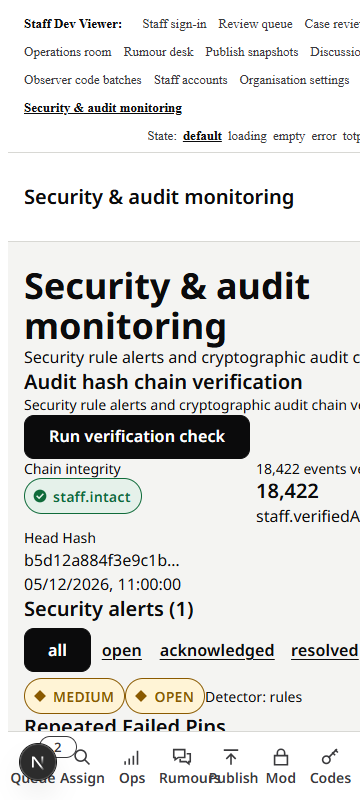 Staff Dev Viewer: Staff sign-in Review queue Case revie
Operations room Rumour desk Publish snapshots Discussio
Observer code batches Staff accounts Organisation settings
Security & audit monitoring
State: default loading empty error totp
Security & audit monitoring
Security & audit
monitoring
Security rule alerts and cryptographic audit c
Audit hash chain verification
Security rule alerts and cryptographic audit chain ve
Run verification check
Chain integrity
18,422 events ve
staff.intact
18,422
staff.verifiedA
Head Hash
b5d12a884f3e9c1b...
05/12/2026, 11:00:00
Security alerts (1)
all open acknowledged resolved
MEDIUM OPEN Detector: rules
Repeated Failed Pins
N 2
Queue Assign Ops Rumours Publish Mod Codes